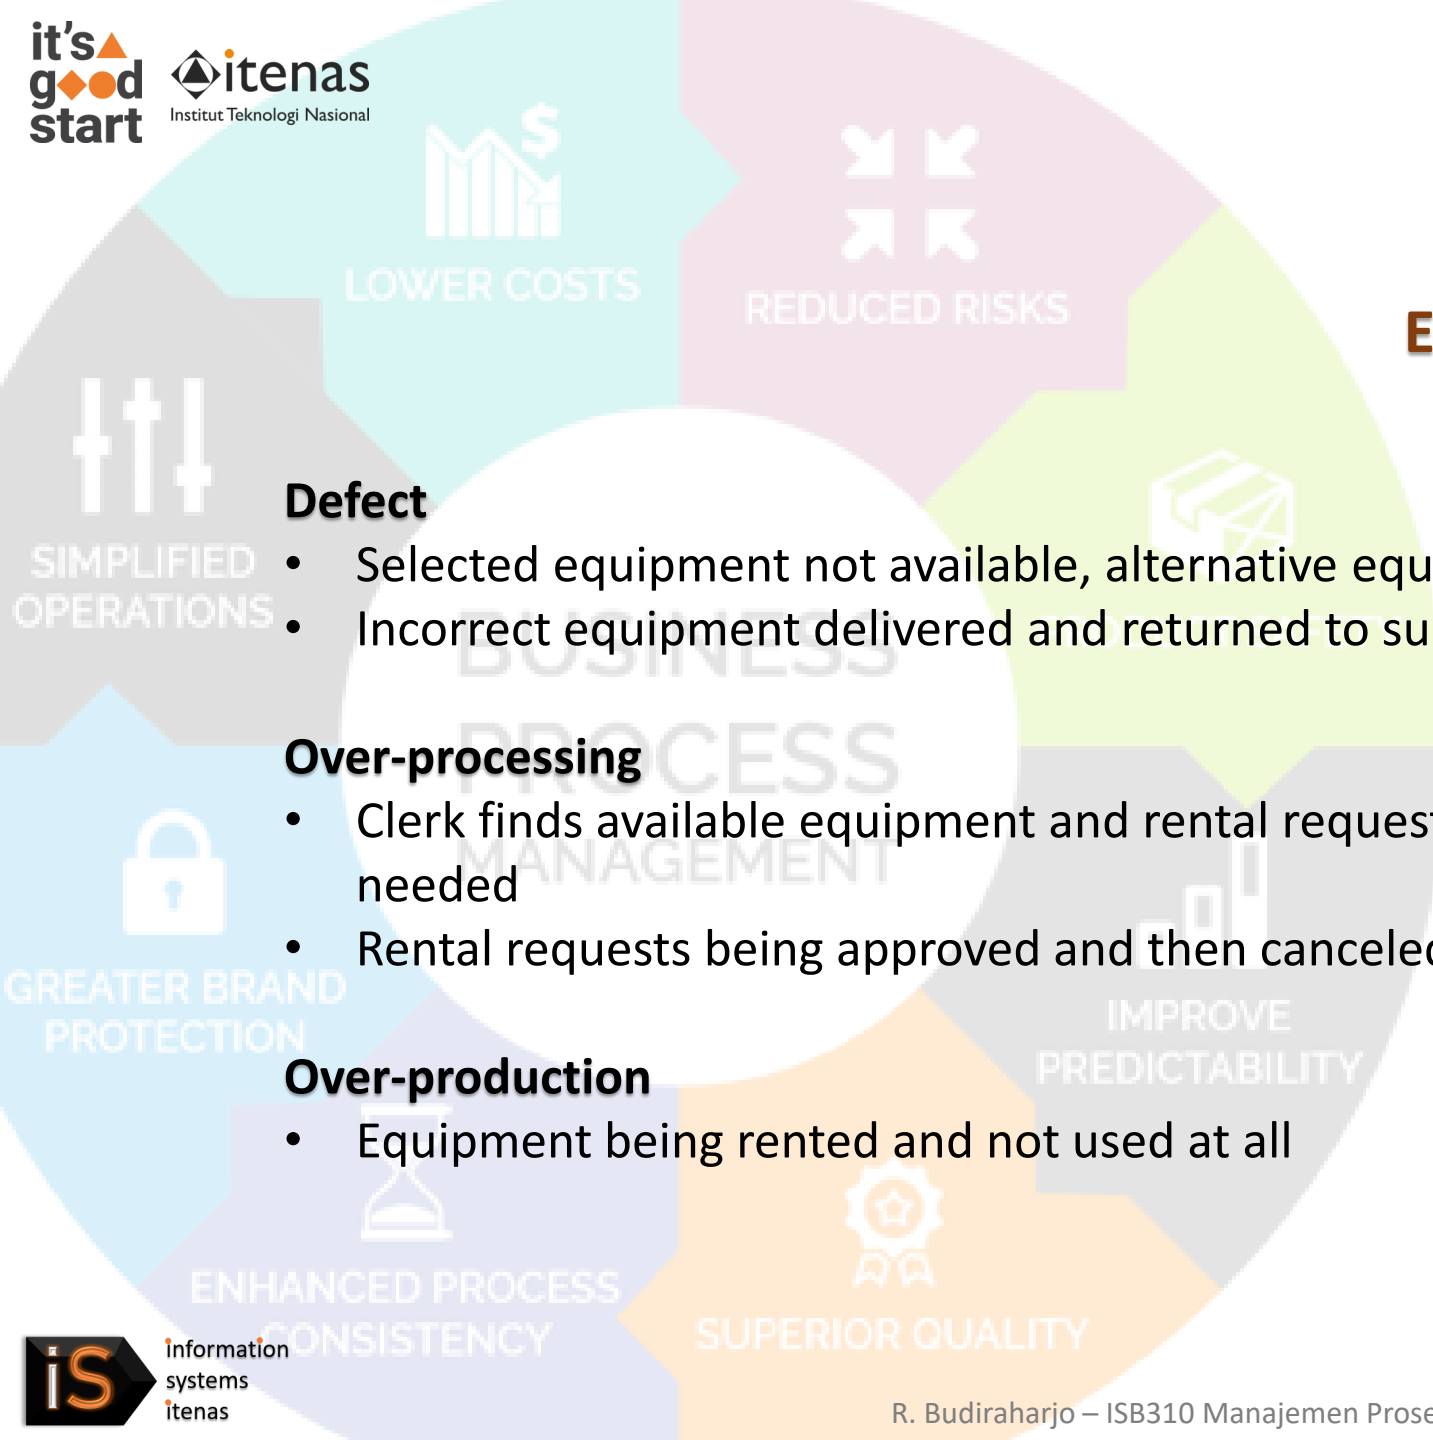 it's a
good
start
itenas
Institut Teknologi Nasional
LOWER COSTS
REDUCED RISKS
E
SIMPLIFIED
OPERATIONS
Defect
• Selected equipment not available, alternative equ
• Incorrect equipment delivered and returned to su
BUSINESS
PROCESS
MANAGEMENT
Over-processing
• Clerk finds available equipment and rental request
needed
• Rental requests being approved and then canceled
GREATER BRAND
PROTECTION
IMPROVE
PREDICTABILITY
Over-production
• Equipment being rented and not used at all
ENHANCED PROCESS
CONSISTENCY
SUPERIOR QUALITY
iS
information
systems
itenas
R. Budiraharjo – ISB310 Manajemen Prose